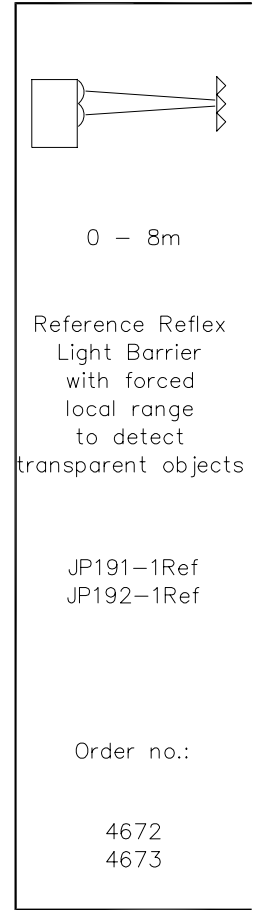 0 – 8m
Reference Reflex
Light Barrier
with forced
local range
to detect
transparent objects
JP191–1Ref
JP192–1Ref
Order no.:
4672
4673